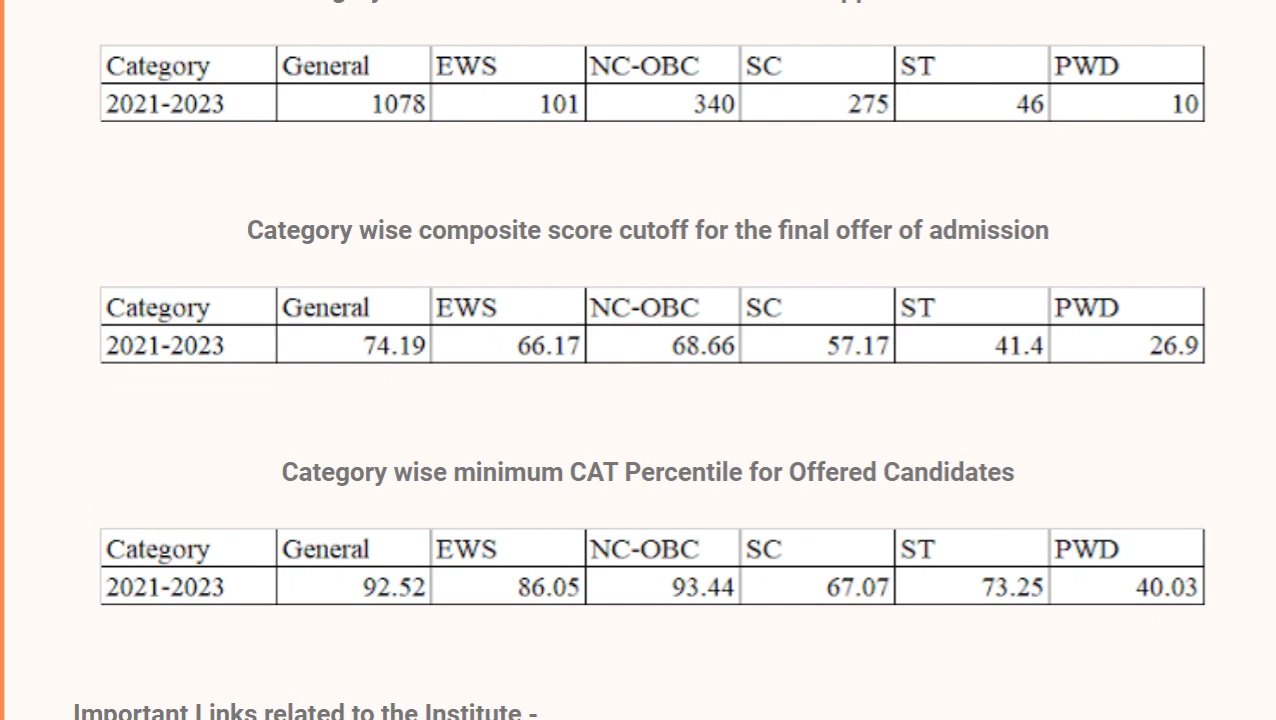 Category General EWS NC-OBC SC ST PWD
2021-2023 1078 101 340 275 46 10
Category wise composite score cutoff for the final offer of admission
Category General EWS NC-OBC SC ST PWD
2021-2023 74.19 66.17 68.66 57.17 41.4 26.9
Category wise minimum CAT Percentile for Offered Candidates
Category General EWS NC-OBC SC ST PWD
2021-2023 92.52 86.05 93.44 67.07 73.25 40.03
Important Links related to the Institute -